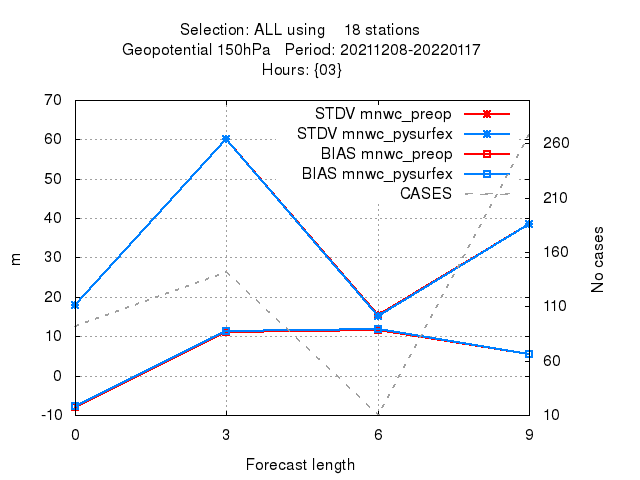 Selection: ALL using    18 stations
Geopotential 150hPa   Period: 20211208-20220117
Hours: {03}
STDV mnwc_preop
STDV mnwc_pysurfex
BIAS mnwc_preop
BIAS mnwc_pysurfex
CASES
70
60
50
40
30
20
10
0
-10
m
260
210
160
110
60
10
No cases
0 3 6 9
Forecast length